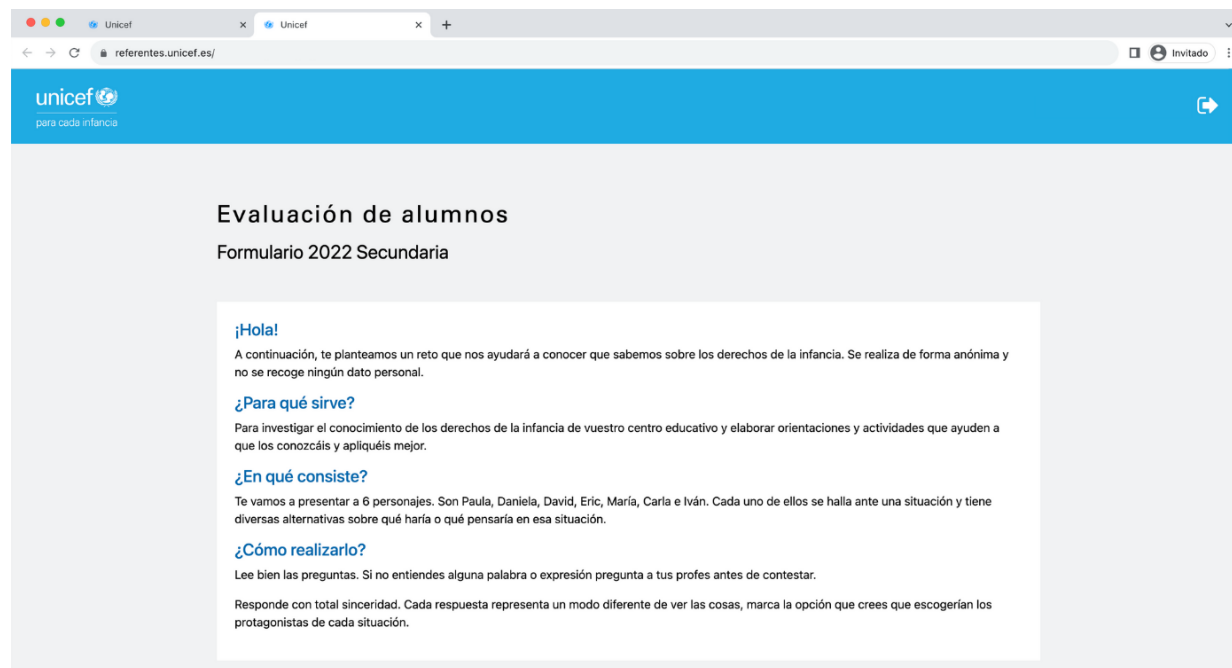 Unicef
Unicef
referentes.unicef.es/
Invitado
unicef
para cada infancia
Evaluación de alumnos
Formulario 2022 Secundaria
¡Hola!
A continuación, te planteamos un reto que nos ayudará a conocer que sabemos sobre los derechos de la infancia. Se realiza de forma anónima y
no se recoge ningún dato personal.
¿Para qué sirve?
Para investigar el conocimiento de los derechos de la infancia de vuestro centro educativo y elaborar orientaciones y actividades que ayuden a
que los conozcáis y apliquéis mejor.
¿En qué consiste?
Te vamos a presentar a 6 personajes. Son Paula, Daniela, David, Eric, María, Carla e Iván. Cada uno de ellos se halla ante una situación y tiene
diversas alternativas sobre qué haría o qué pensaría en esa situación.
¿Cómo realizarlo?
Lee bien las preguntas. Si no entiendes alguna palabra o expresión pregunta a tus profes antes de contestar.
Responde con total sinceridad. Cada respuesta representa un modo diferente de ver las cosas, marca la opción que crees que escogerían los
protagonistas de cada situación.